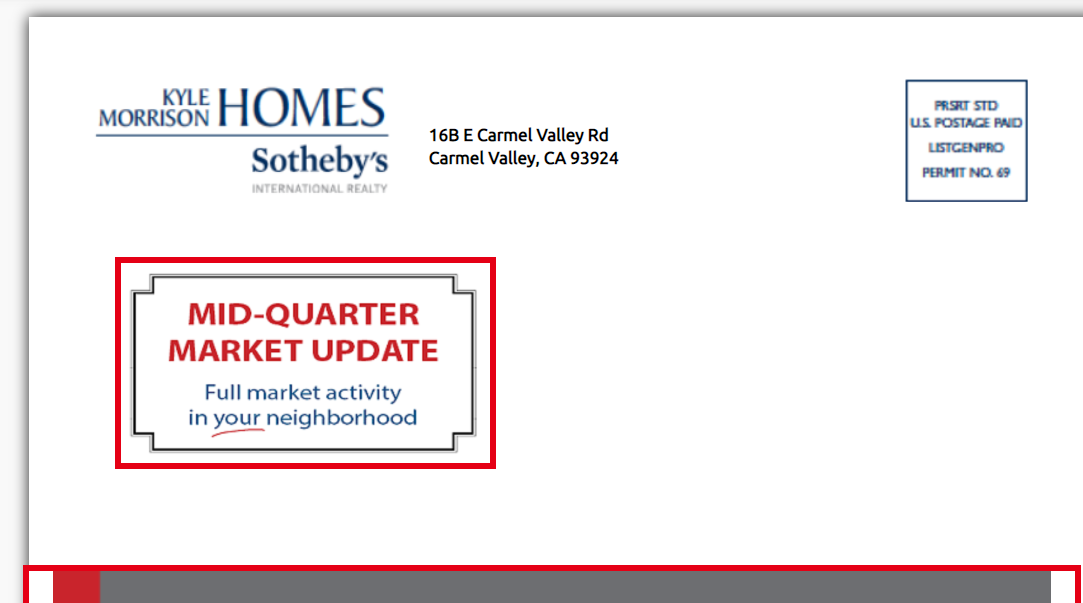 KYLE
MORRISON HOMES
Sotheby's
INTERNATIONAL REALTY
16B E Carmel Valley Rd
Carmel Valley, CA 93924
PRSRT STD
U.S. POSTAGE PAID
LISTGENPRO
PERMIT NO. 69
MID-QUARTER
MARKET UPDATE
Full market activity
in your neighborhood